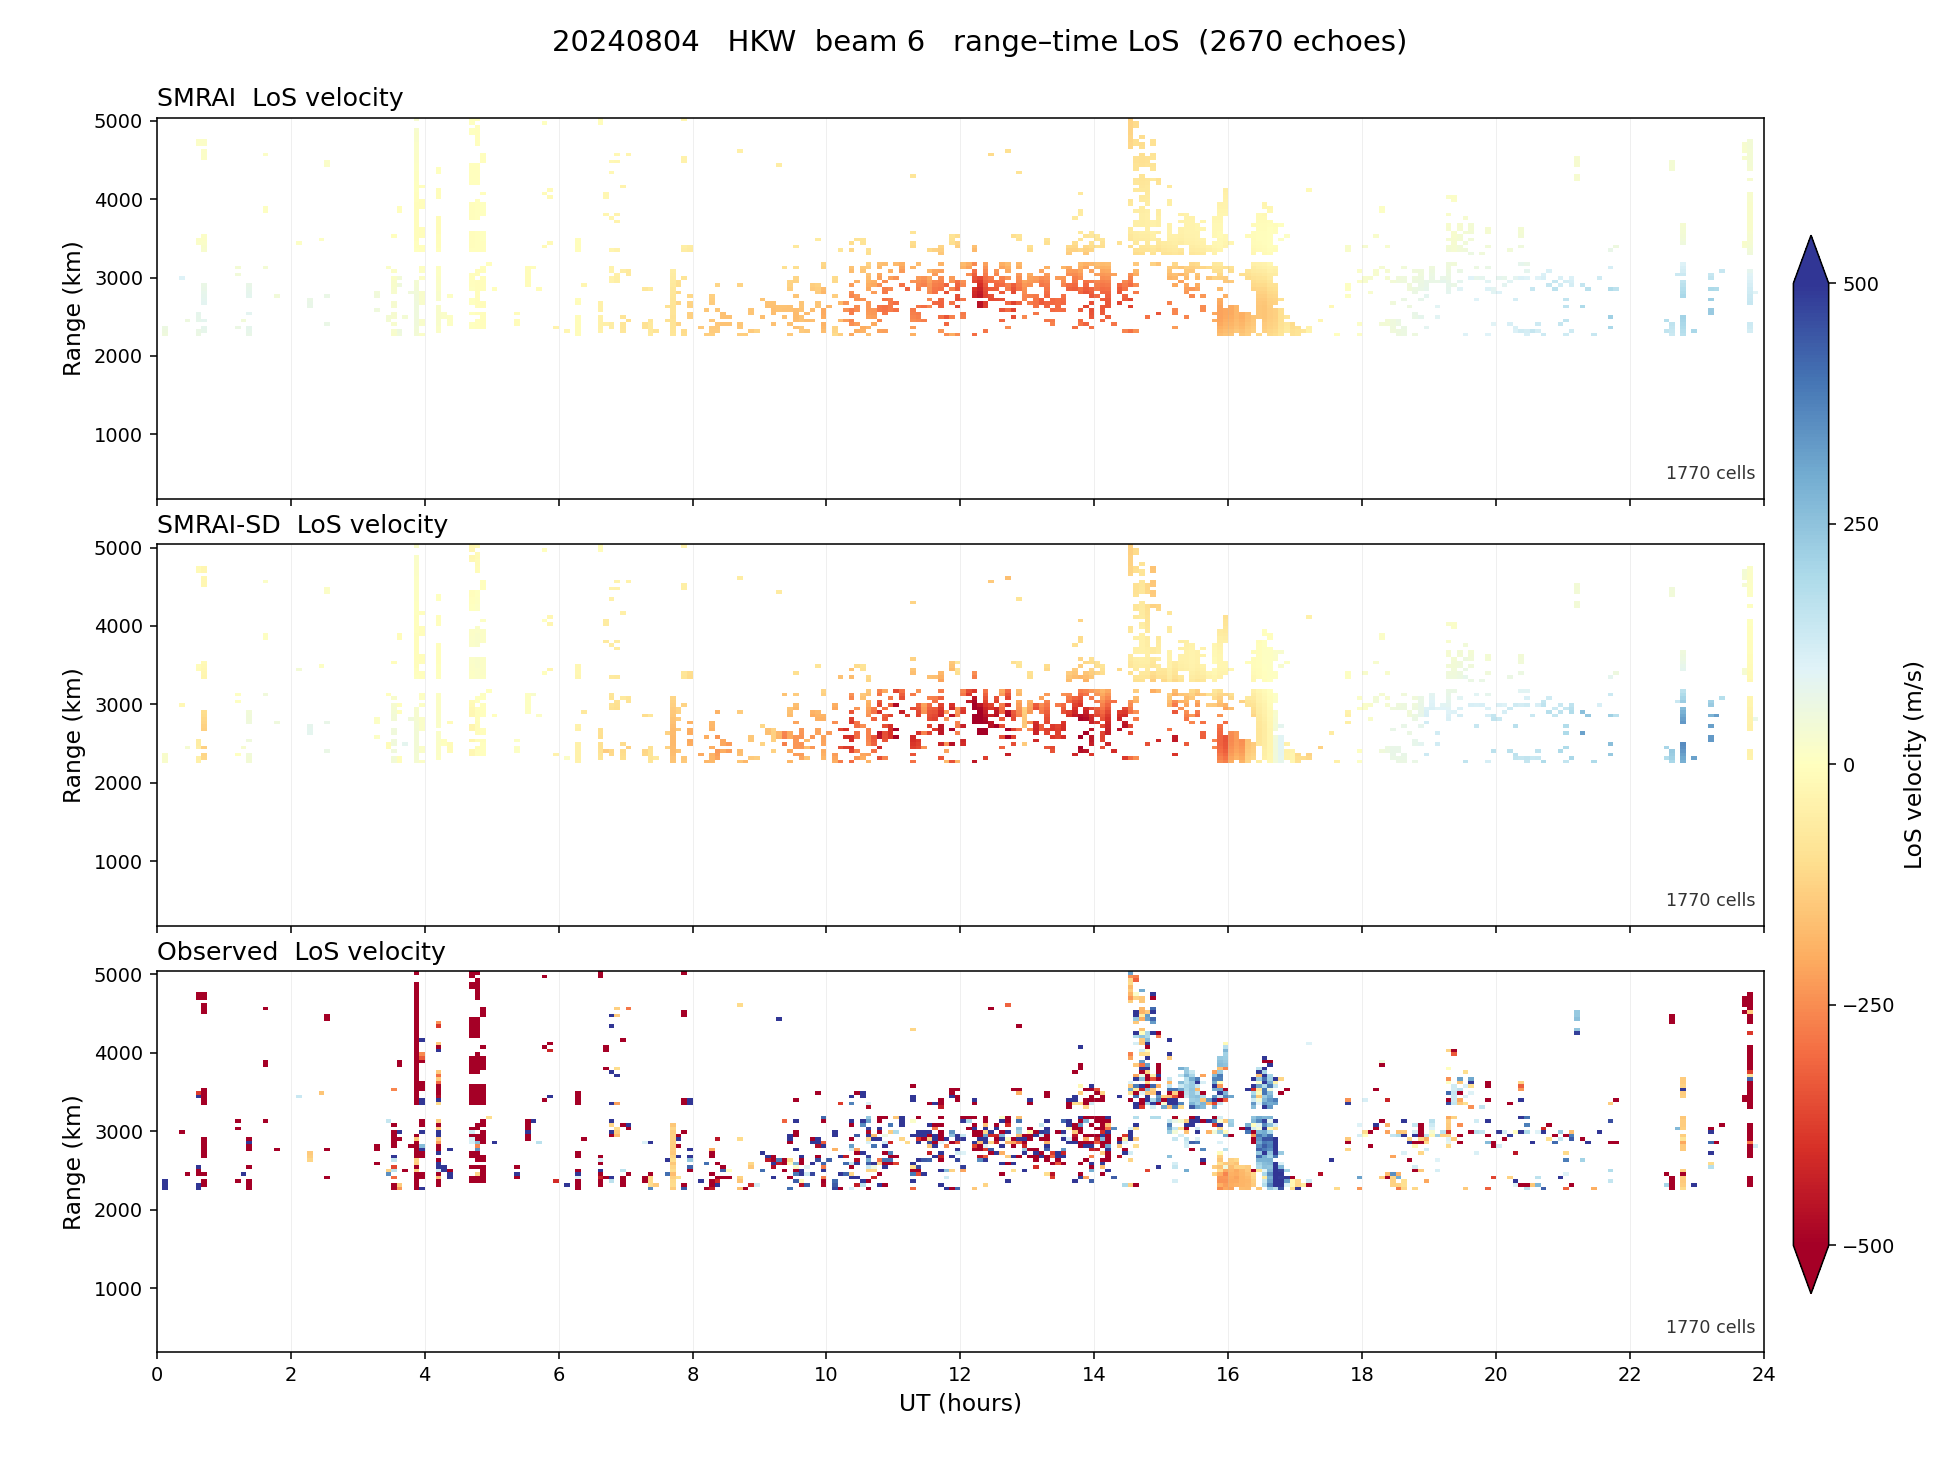 20240804 HKW beam 6 range–time LoS (2670 echoes)
SMRAI LoS velocity
5000
4000
3000
2000
1000
Range (km)
1770 cells
SMRAI-SD LoS velocity
5000
4000
3000
2000
1000
Range (km)
1770 cells
Observed LoS velocity
5000
4000
3000
2000
1000
Range (km)
1770 cells
0 2 4 6 8 10 12 14 16 18 20 22 24
UT (hours)
500
250
0
−250
−500
LoS velocity (m/s)